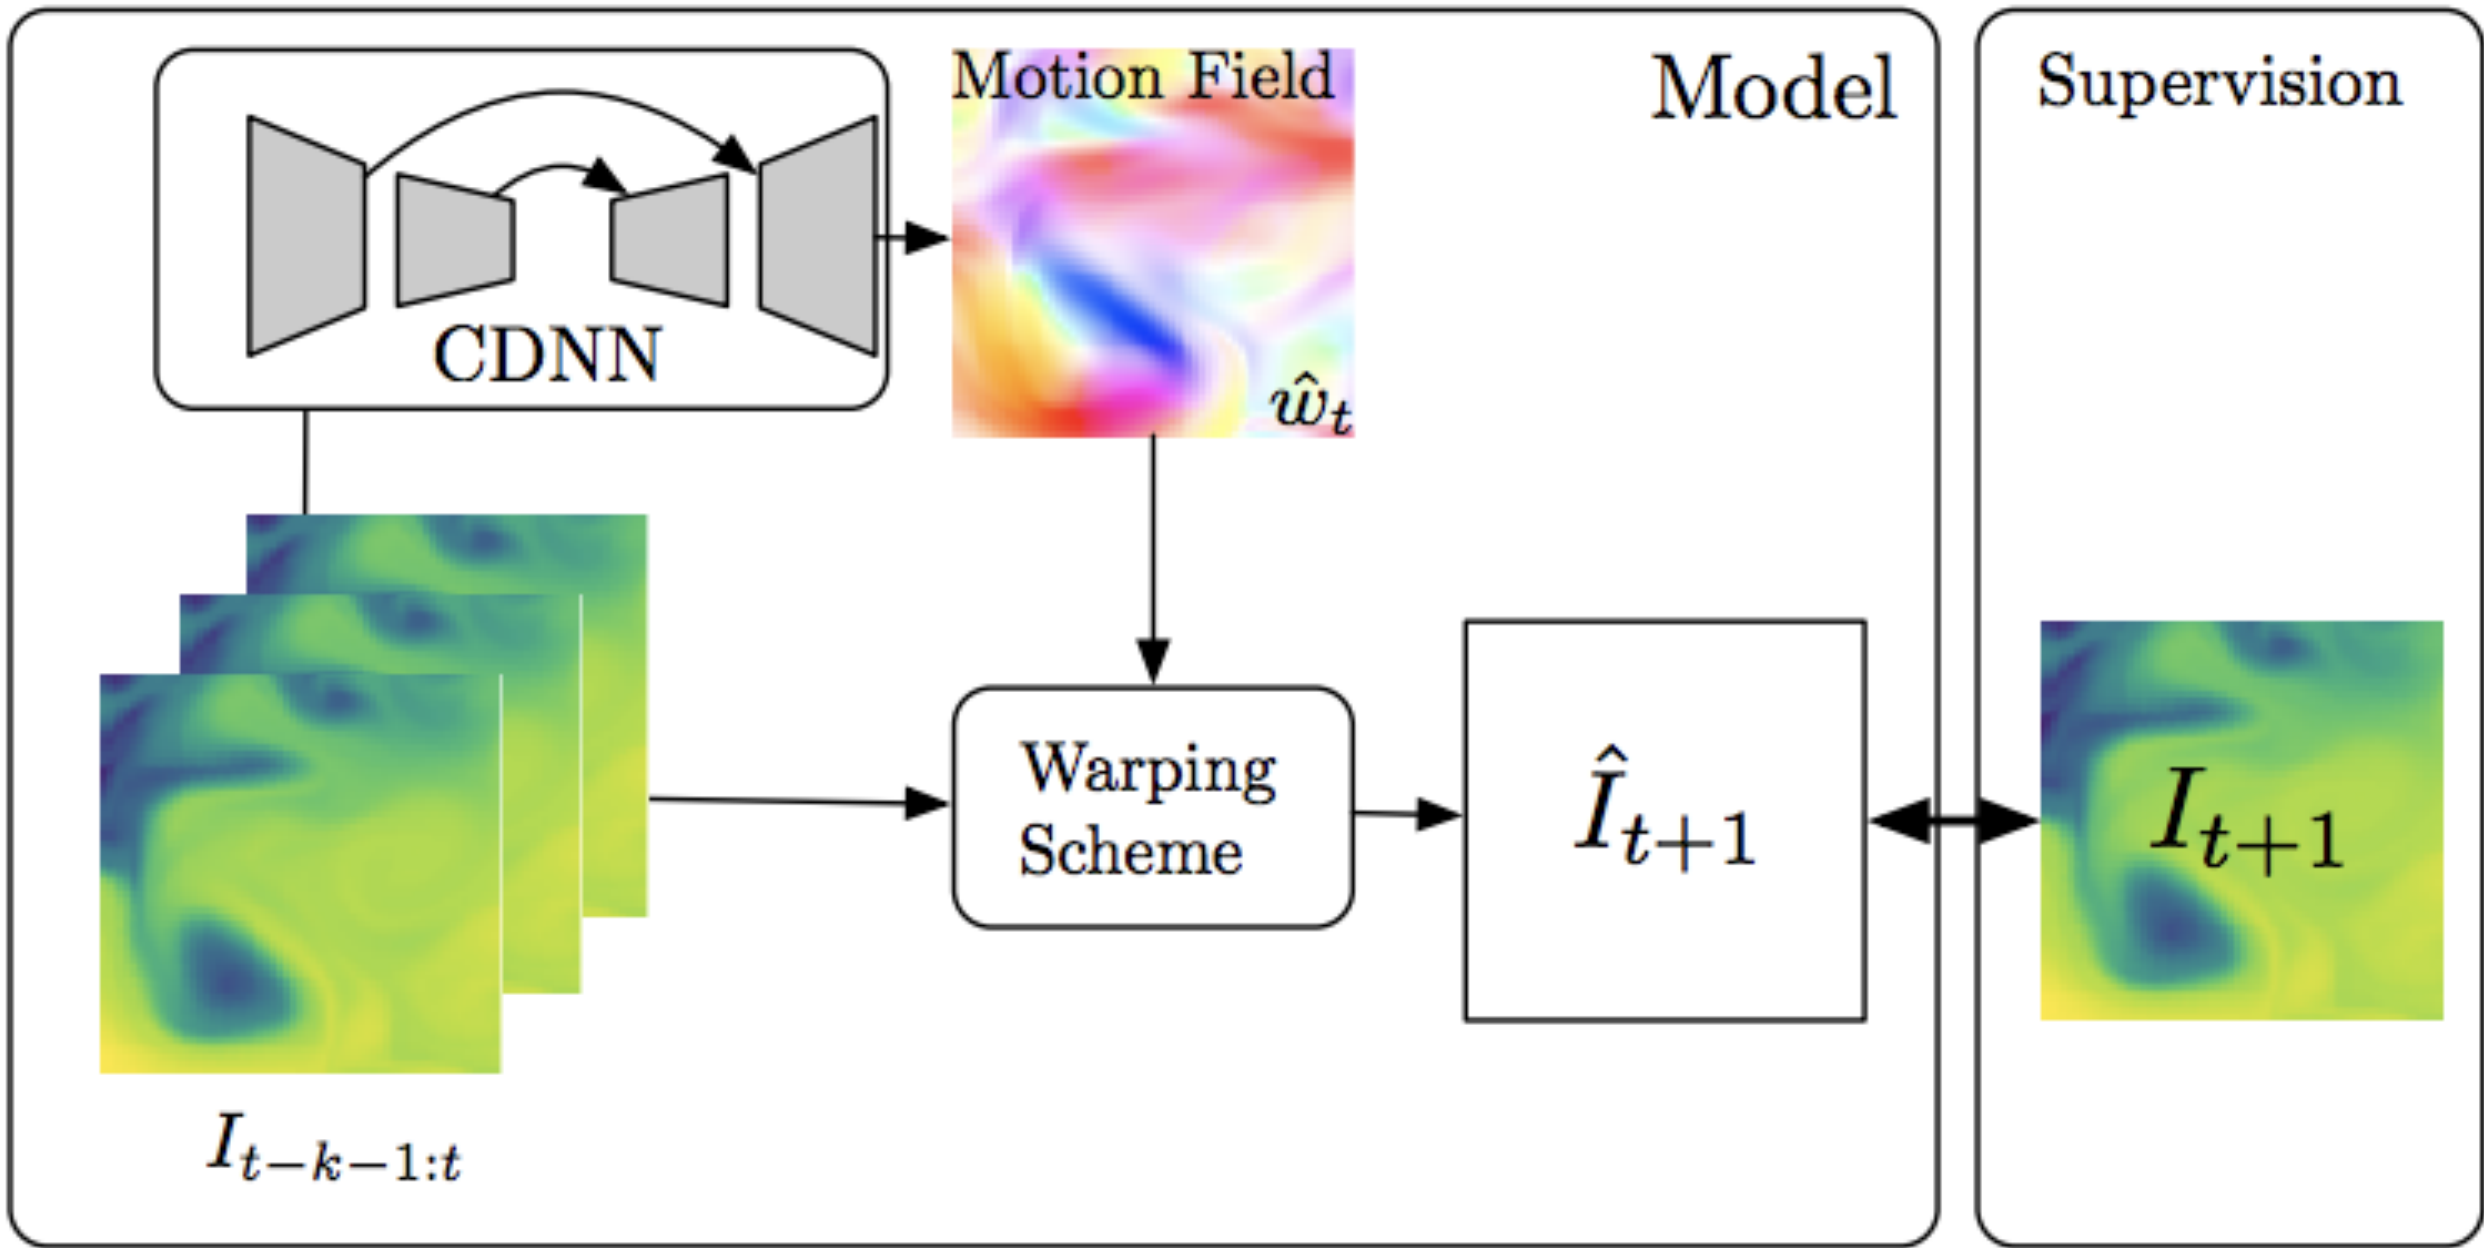 Motion Field
Model
Supervision
CDNN
ŵ_t
Warping
Scheme
Î_{t+1}
I_{t+1}
I_{t−k−1:t}